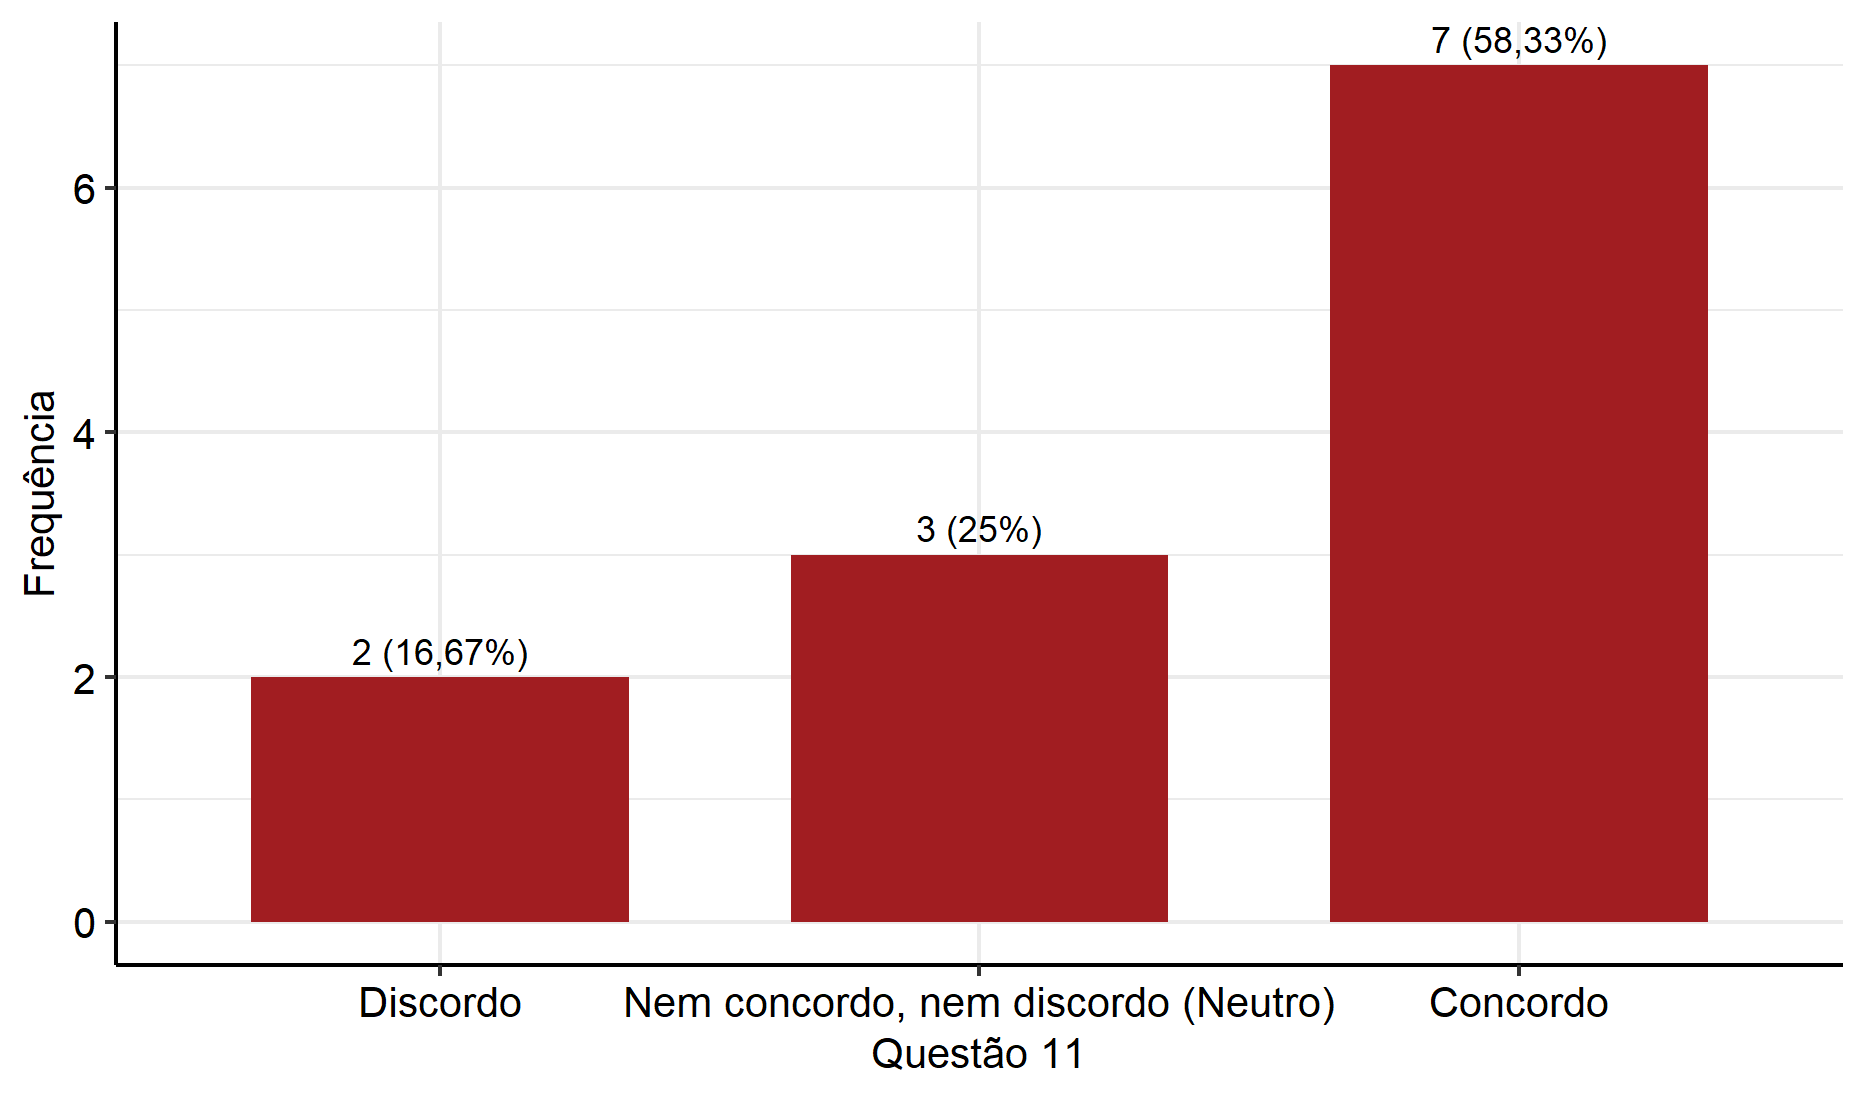 7 (58,33%)
6
4
3 (25%)
2 (16,67%)
2
0
Frequência
Discordo
Nem concordo, nem discordo (Neutro)
Concordo
Questão 11